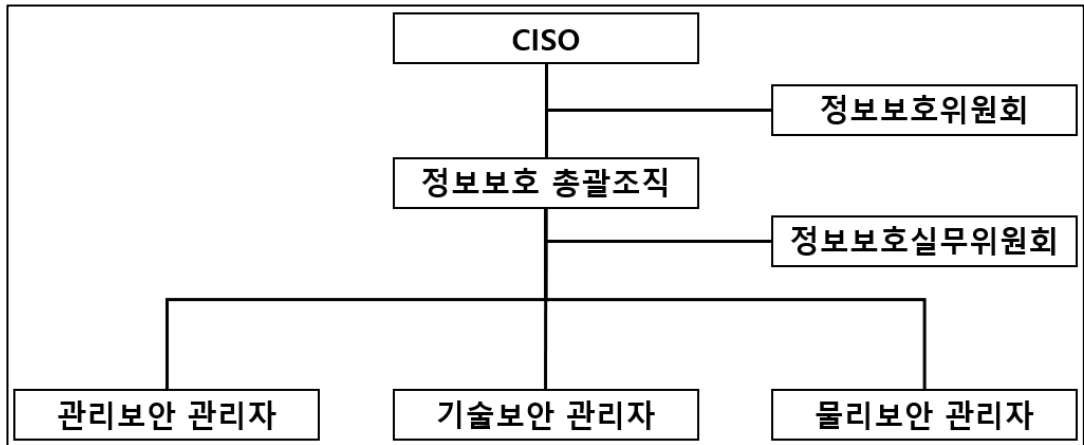 CISO
정보보호위원회
정보보호 총괄조직
정보보호실무위원회
관리보안 관리자
기술보안 관리자
물리보안 관리자